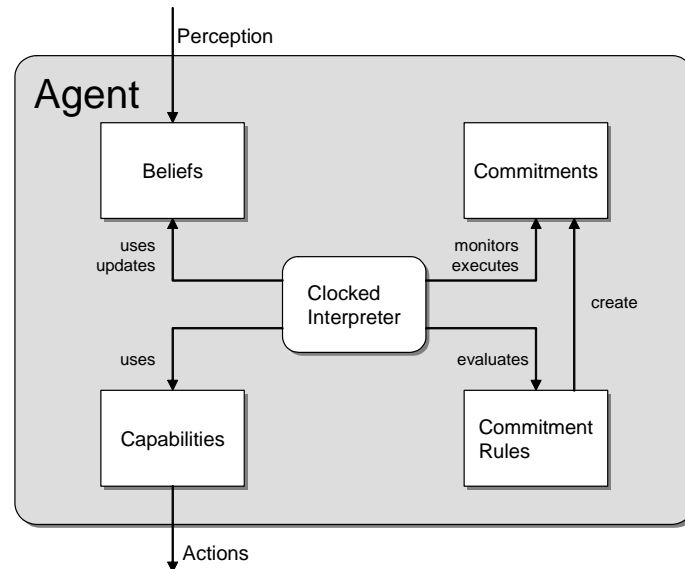 Perception
Agent
Beliefs
Commitments
uses
updates
monitors
executes
Clocked
Interpreter
create
uses
evaluates
Capabilities
Commitment
Rules
Actions